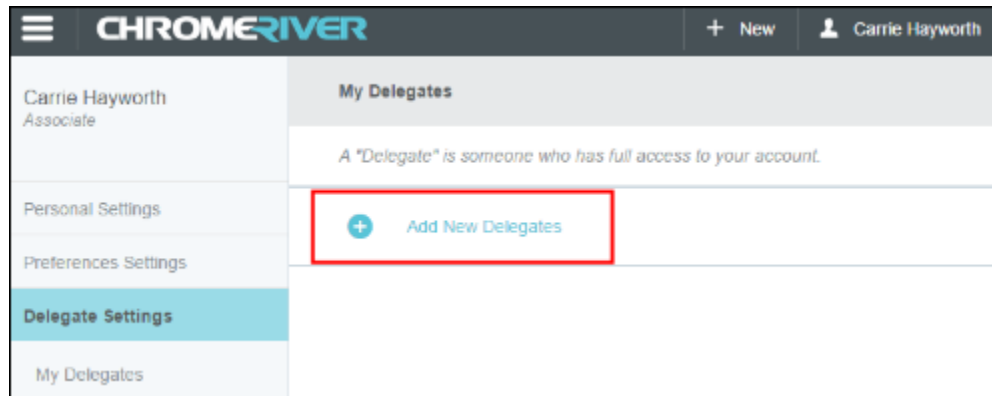 CHROMERIVER
+ New
Carrie Hayworth
Carrie Hayworth
Associate
My Delegates
A "Delegate" is someone who has full access to your account.
Add New Delegates
Personal Settings
Preferences Settings
Delegate Settings
My Delegates